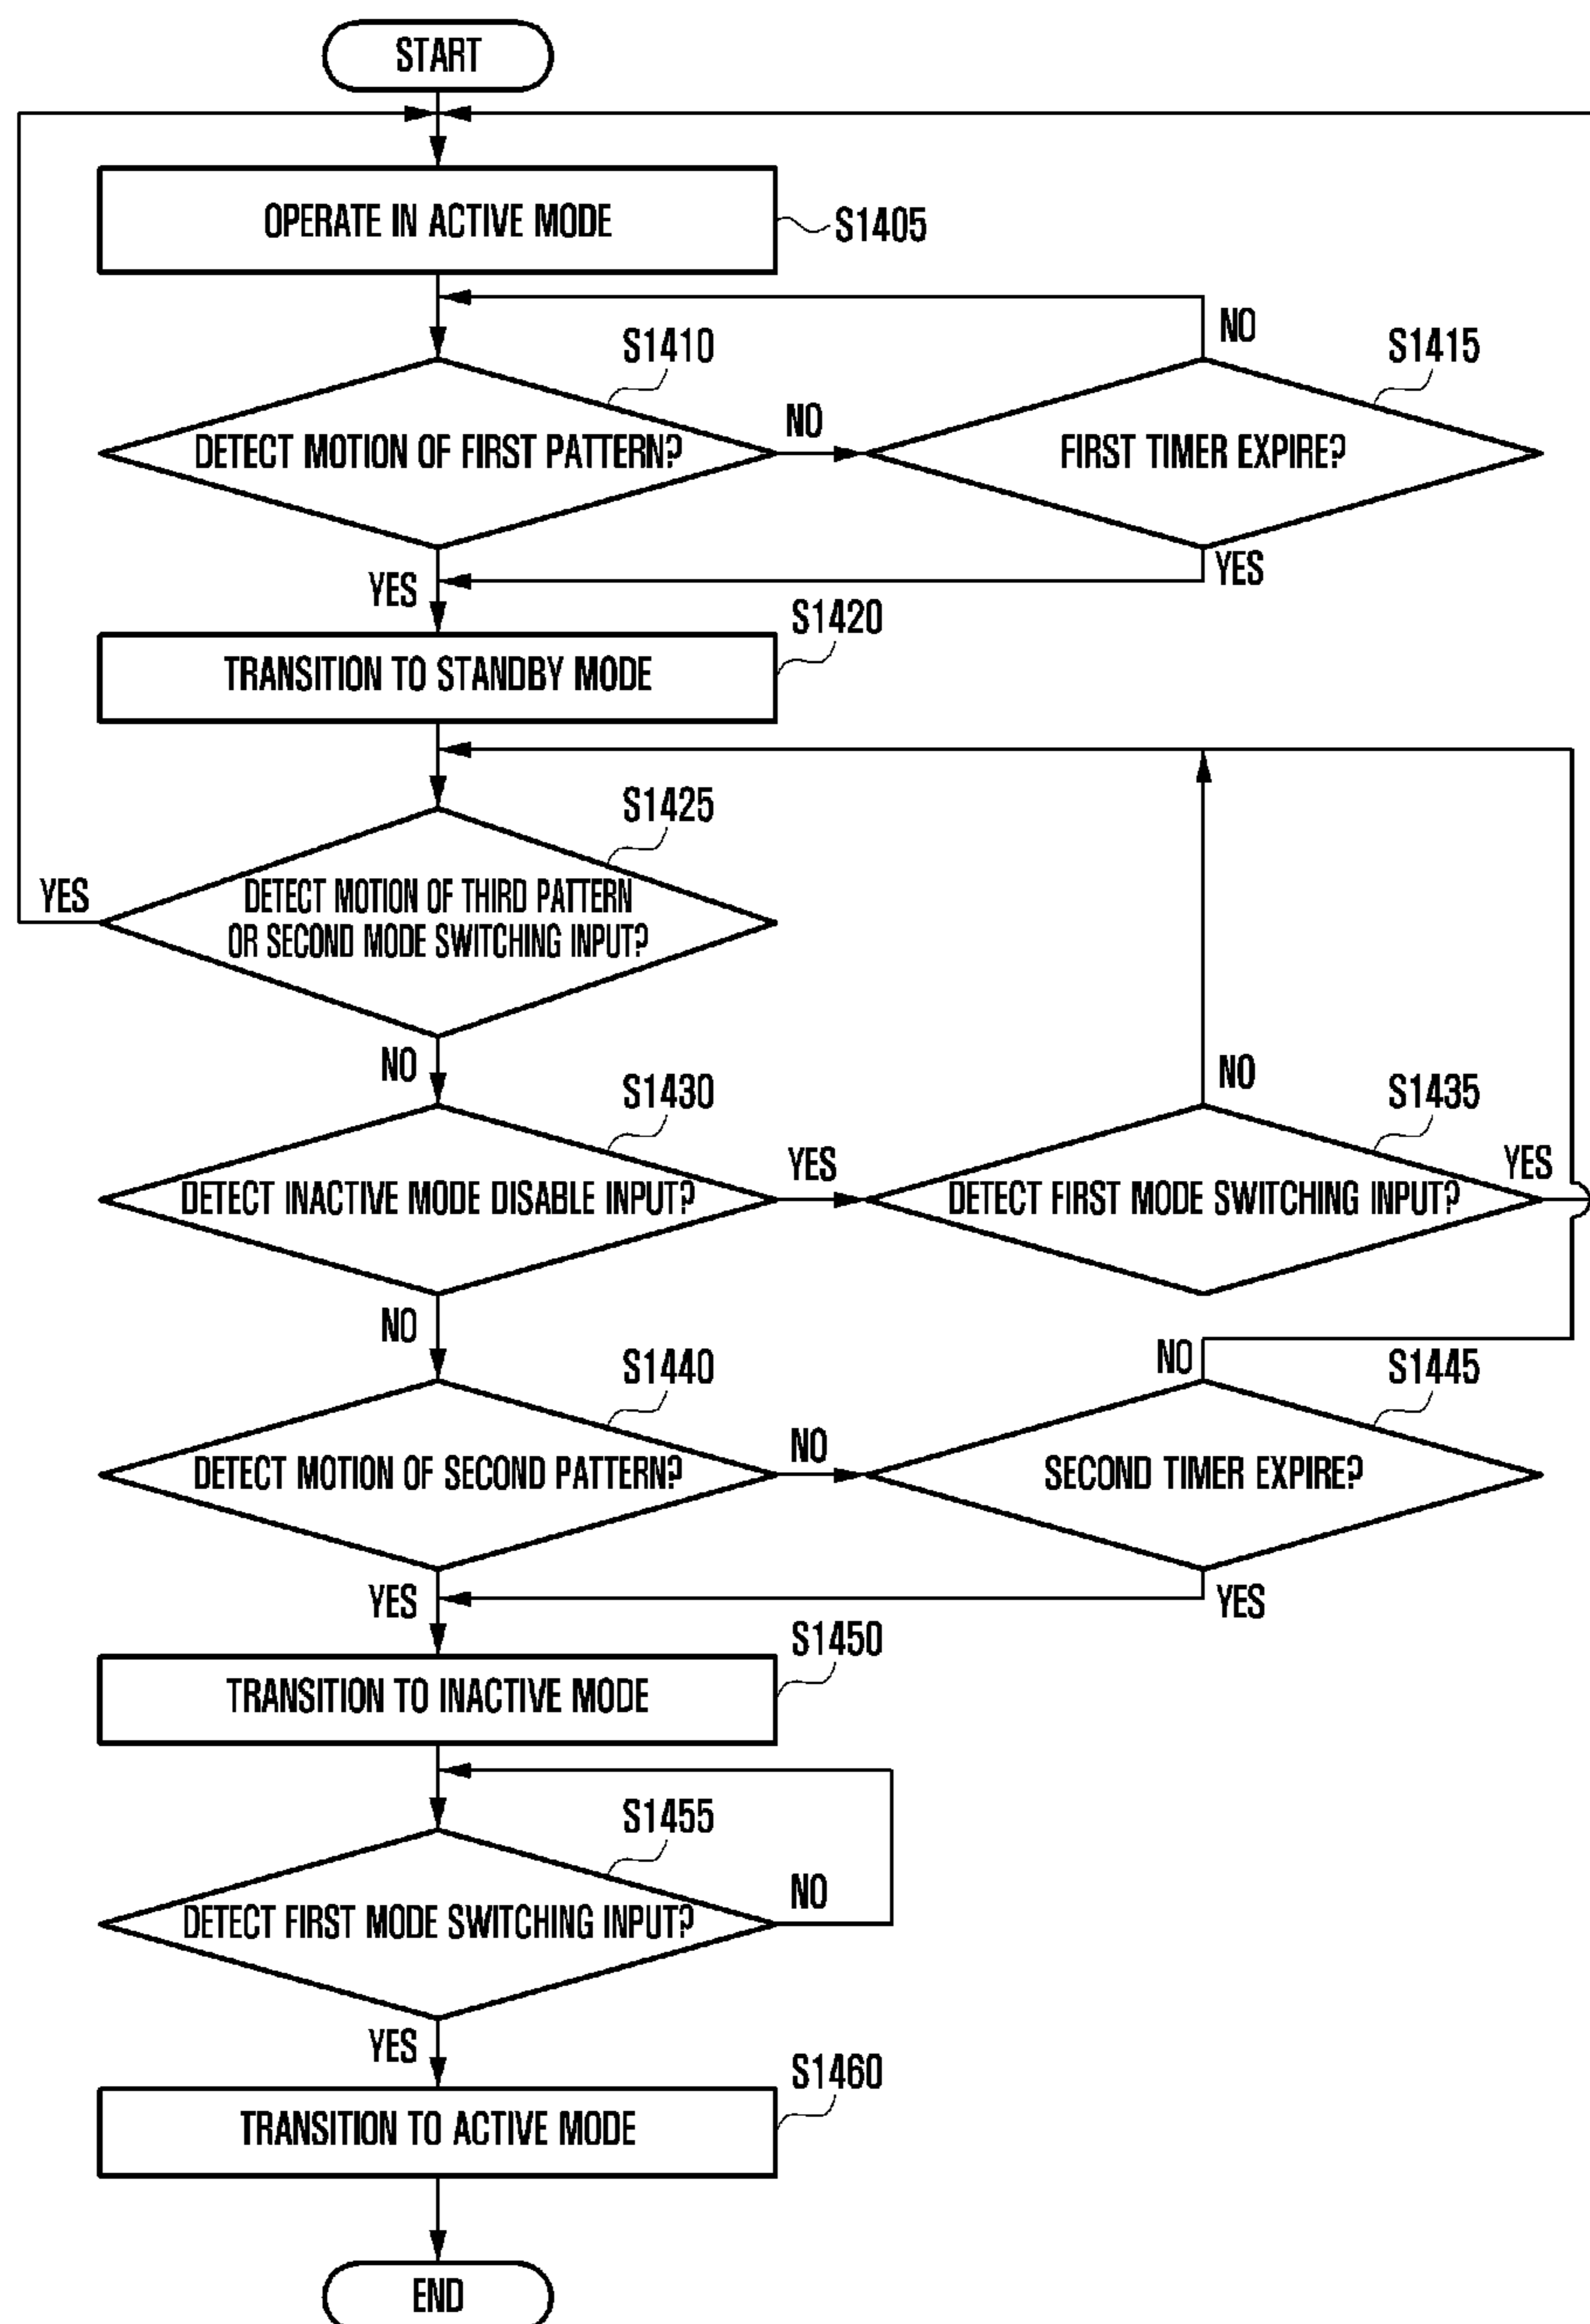 START
OPERATE IN ACTIVE MODE
S1405
NO
S1410
S1415
DETECT MOTION OF FIRST PATTERN?
NO
FIRST TIMER EXPIRE?
YES
YES
S1420
TRANSITION TO STANDBY MODE
S1425
YES
DETECT MOTION OF THIRD PATTERN
OR SECOND MODE SWITCHING INPUT?
NO
NO
S1430
S1435
DETECT INACTIVE MODE DISABLE INPUT?
YES
DETECT FIRST MODE SWITCHING INPUT?
YES
NO
NO
S1440
S1445
DETECT MOTION OF SECOND PATTERN?
NO
SECOND TIMER EXPIRE?
YES
YES
S1450
TRANSITION TO INACTIVE MODE
S1455
DETECT FIRST MODE SWITCHING INPUT?
NO
YES
S1460
TRANSITION TO ACTIVE MODE
END